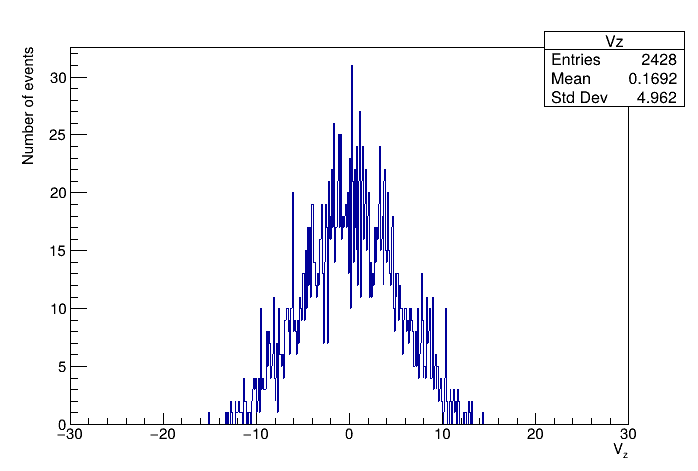 Vz
Entries 2428
Mean 0.1692
Std Dev 4.962
Number of events
30
25
20
15
10
5
0
−30 −20 −10 0 10 20 30
Vz